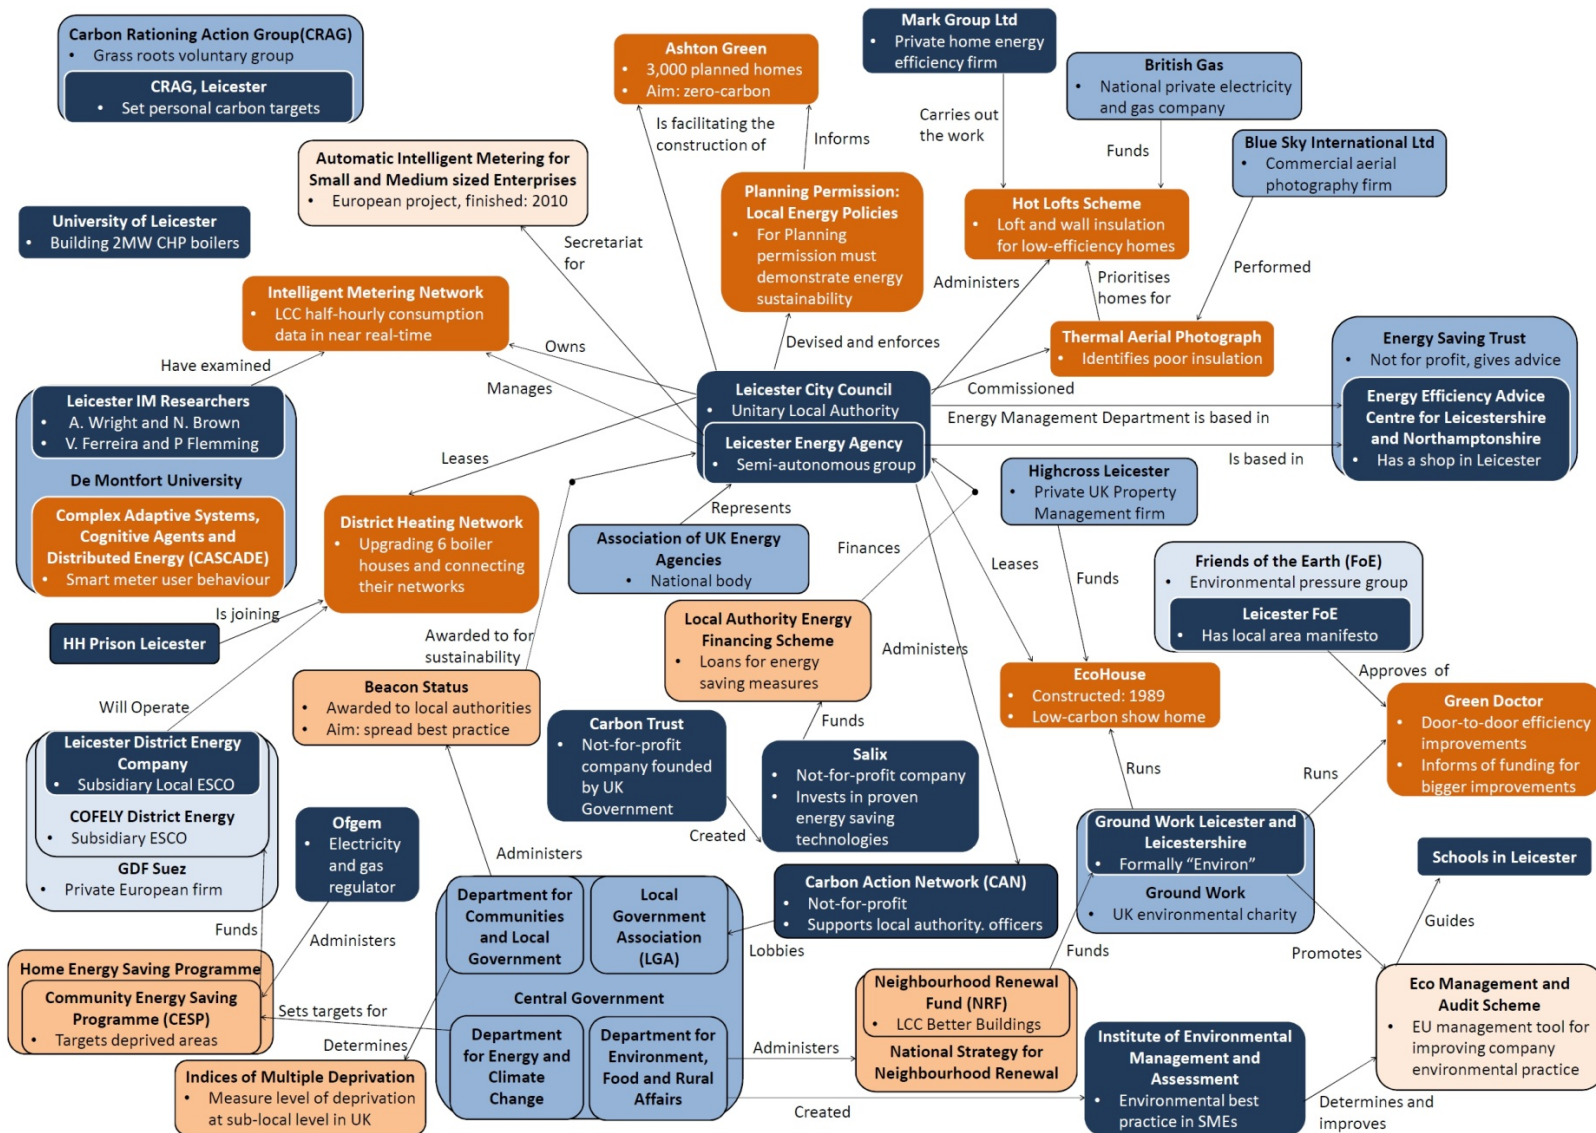 Carbon Rationing Action Group(CRAG)
• Grass roots voluntary group
CRAG, Leicester
• Set personal carbon targets
Ashton Green
• 3,000 planned homes
• Aim: zero-carbon
Mark Group Ltd
• Private home energy
efficiency firm
British Gas
• National private electricity
and gas company
Is facilitating the
construction of
Informs
Carries out
the work
Funds
Blue Sky International Ltd
• Commercial aerial
photography firm
Automatic Intelligent Metering for
Small and Medium sized Enterprises
• European project, finished: 2010
Planning Permission:
Local Energy Policies
• For Planning
permission must
demonstrate energy
sustainability
Hot Lofts Scheme
• Loft and wall insulation
for low-efficiency homes
University of Leicester
• Building 2MW CHP boilers
Secretariat
for
Administers
Prioritises
homes for
Performed
Intelligent Metering Network
• LCC half-hourly consumption
data in near real-time
Thermal Aerial Photograph
• Identifies poor insulation
Energy Saving Trust
• Not for profit, gives advice
Energy Efficiency Advice
Centre for Leicestershire
and Northamptonshire
• Has a shop in Leicester
Have examined
Owns
Manages
Devised and enforces
Commissioned
Energy Management Department is based in
Is based in
Leicester City Council
• Unitary Local Authority
Leicester Energy Agency
• Semi-autonomous group
Leicester IM Researchers
• A. Wright and N. Brown
• V. Ferreira and P Flemming
De Montfort University
Complex Adaptive Systems,
Cognitive Agents and
Distributed Energy (CASCADE)
• Smart meter user behaviour
Leases
District Heating Network
• Upgrading 6 boiler
houses and connecting
their networks
Represents
Association of UK Energy
Agencies
• National body
Finances
Highcross Leicester
• Private UK Property
Management firm
Leases
Funds
Friends of the Earth (FoE)
• Environmental pressure group
Leicester FoE
• Has local area manifesto
Is joining
HH Prison Leicester
Awarded to for
sustainability
Local Authority Energy
Financing Scheme
• Loans for energy
saving measures
Administers
EcoHouse
• Constructed: 1989
• Low-carbon show home
Approves of
Green Doctor
• Door-to-door efficiency
improvements
• Informs of funding for
bigger improvements
Will Operate
Beacon Status
• Awarded to local authorities
• Aim: spread best practice
Carbon Trust
• Not-for-profit
company founded
by UK
Government
Funds
Salix
• Not-for-profit company
• Invests in proven
energy saving
technologies
Created
Runs
Runs
Leicester District Energy
Company
• Subsidiary Local ESCO
COFELY District Energy
• Subsidiary ESCO
GDF Suez
• Private European firm
Ofgem
• Electricity
and gas
regulator
Administers
Ground Work Leicester and
Leicestershire
• Formally “Environ”
Ground Work
• UK environmental charity
Schools in Leicester
Guides
Funds
Administers
Department for
Communities
and Local
Government
Local
Government
Association
(LGA)
Central Government
Department
for Energy and
Climate
Change
Department for
Environment,
Food and Rural
Affairs
Carbon Action Network (CAN)
• Not-for-profit
• Supports local authority. officers
Lobbies
Funds
Promotes
Home Energy Saving Programme
Community Energy Saving
Programme (CESP)
• Targets deprived areas
Sets targets for
Determines
Indices of Multiple Deprivation
• Measure level of deprivation
at sub-local level in UK
Neighbourhood Renewal
Fund (NRF)
• LCC Better Buildings
National Strategy for
Neighbourhood Renewal
Administers
Created
Institute of Environmental
Management and
Assessment
• Environmental best
practice in SMEs
Eco Management and
Audit Scheme
• EU management tool for
improving company
environmental practice
Determines and
improves